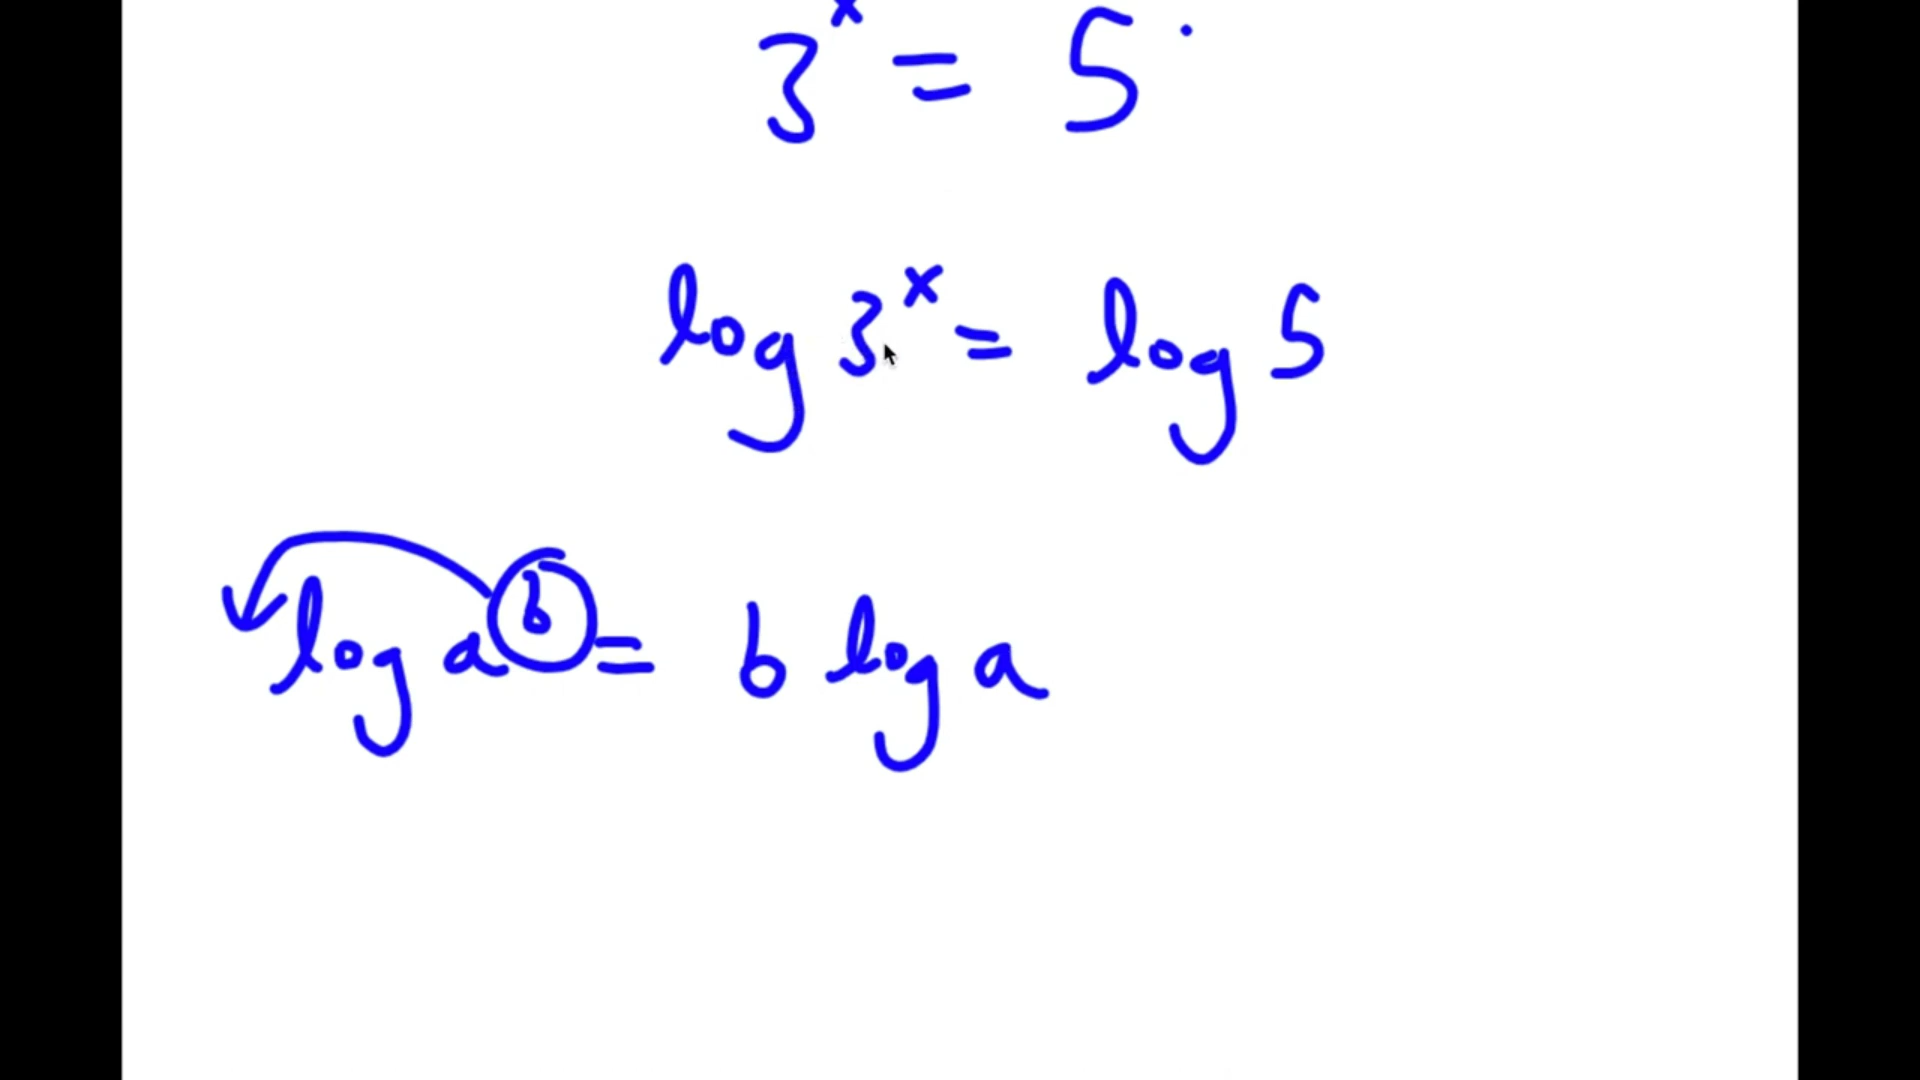 3^x = 5
log 3^x = log 5
log a^b = b log a